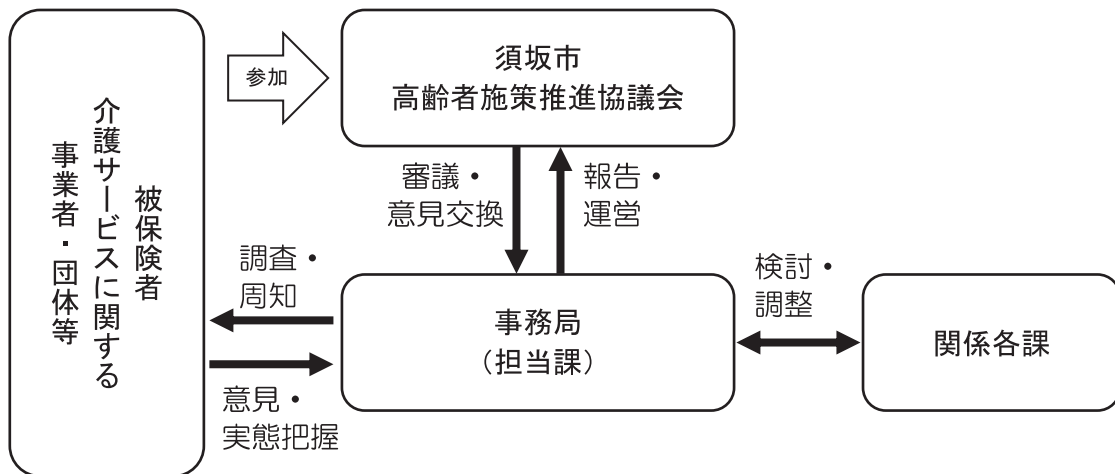 被保険者
介護サービスに関する
事業者・団体等
参加
須坂市
高齢者施策推進協議会
審議・
意見交換
報告・
運営
調査・
周知
意見・
実態把握
事務局
（担当課）
検討・
調整
関係各課